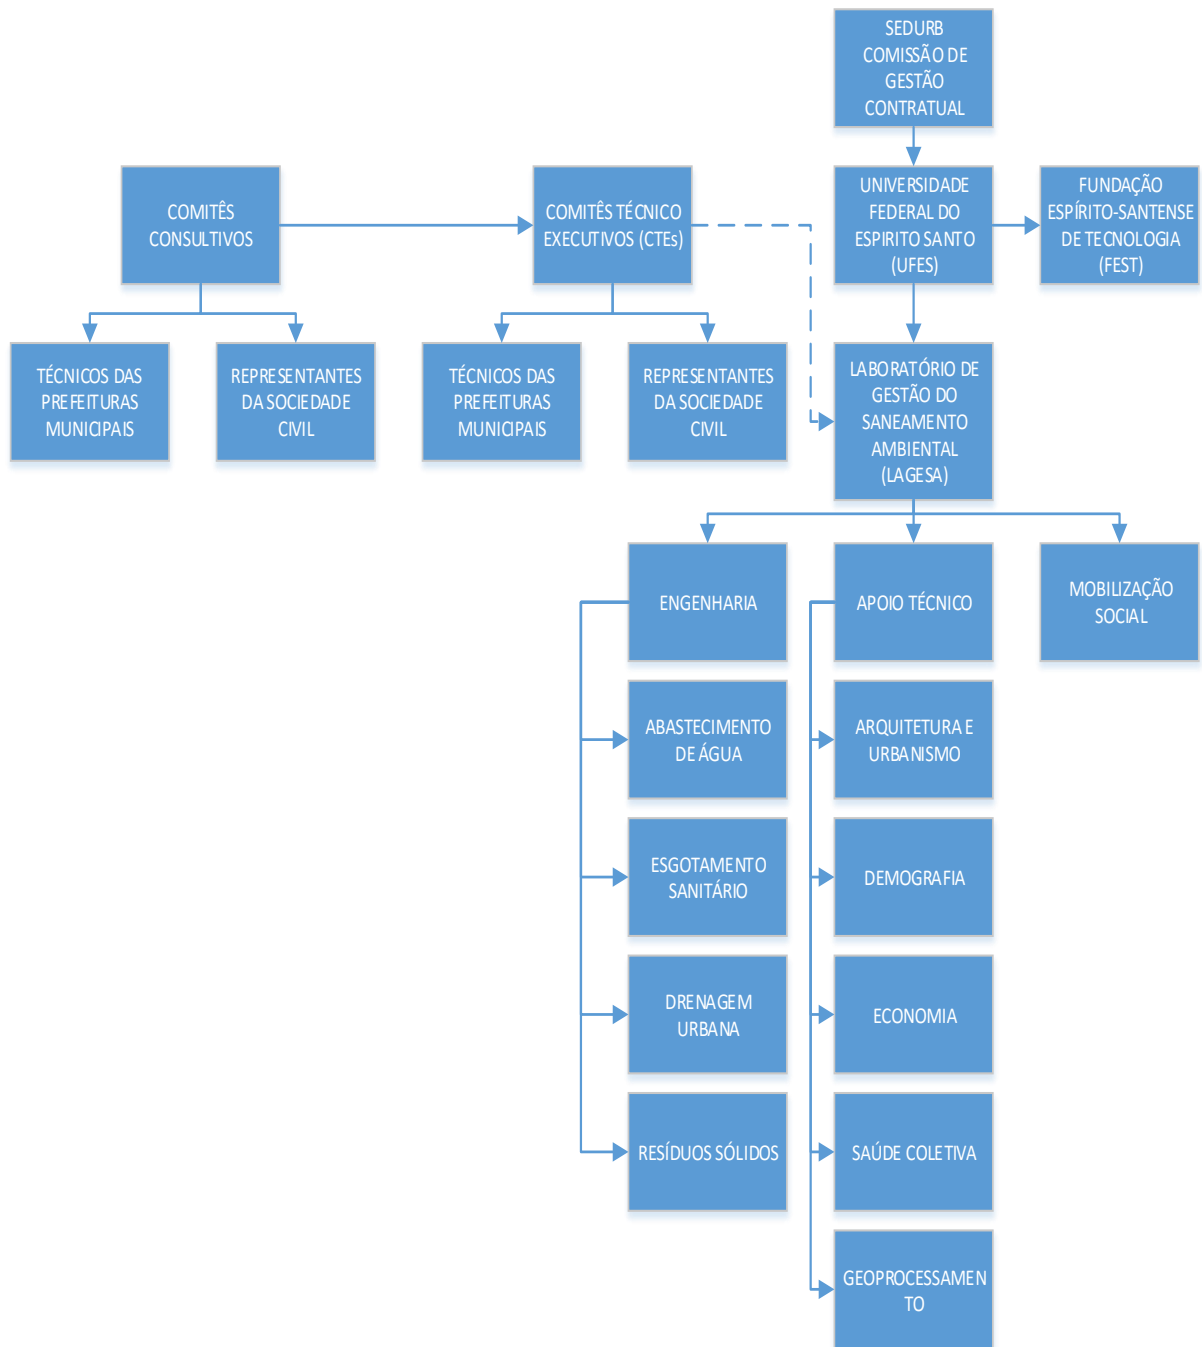 SEDURB
COMISSÃO DE
GESTÃO
CONTRATUAL
COMITÊS
CONSULTIVOS
COMITÊS TÉCNICO
EXECUTIVOS (CTEs)
UNIVERSIDADE
FEDERAL DO
ESPIRITO SANTO
(UFES)
FUNDAÇÃO
ESPÍRITO-SANTENSE
DE TECNOLOGIA
(FEST)
TÉCNICOS DAS
PREFEITURAS
MUNICIPAIS
REPRESENTANTES
DA SOCIEDADE
CIVIL
TÉCNICOS DAS
PREFEITURAS
MUNICIPAIS
REPRESENTANTES
DA SOCIEDADE
CIVIL
LABORATÓRIO DE
GESTÃO DO
SANEAMENTO
AMBIENTAL
(LAGESA)
ENGENHARIA
APOIO TÉCNICO
MOBILIZAÇÃO
SOCIAL
ABASTECIMENTO
DE ÁGUA
ARQUITETURA E
URBANISMO
ESGOTAMENTO
SANITÁRIO
DEMOGRAFIA
DRENAGEM
URBANA
ECONOMIA
RESÍDUOS SÓLIDOS
SAÚDE COLETIVA
GEOPROCESSAMEN
TO